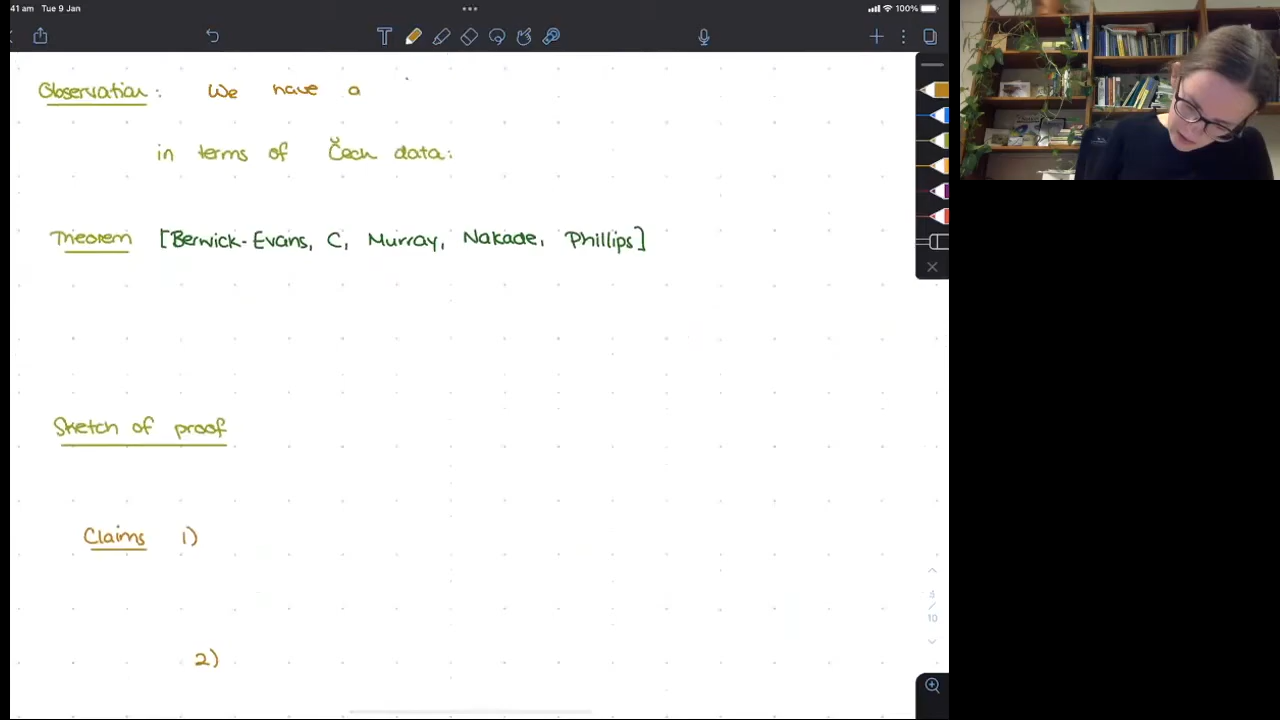 41 am Tue 9 Jan
100%
Observation: We have a
in terms of Čech data:
Theorem [Berwick-Evans, C, Murray, Nakade, Phillips]
Sketch of proof
Claims 1)
2)
/
10